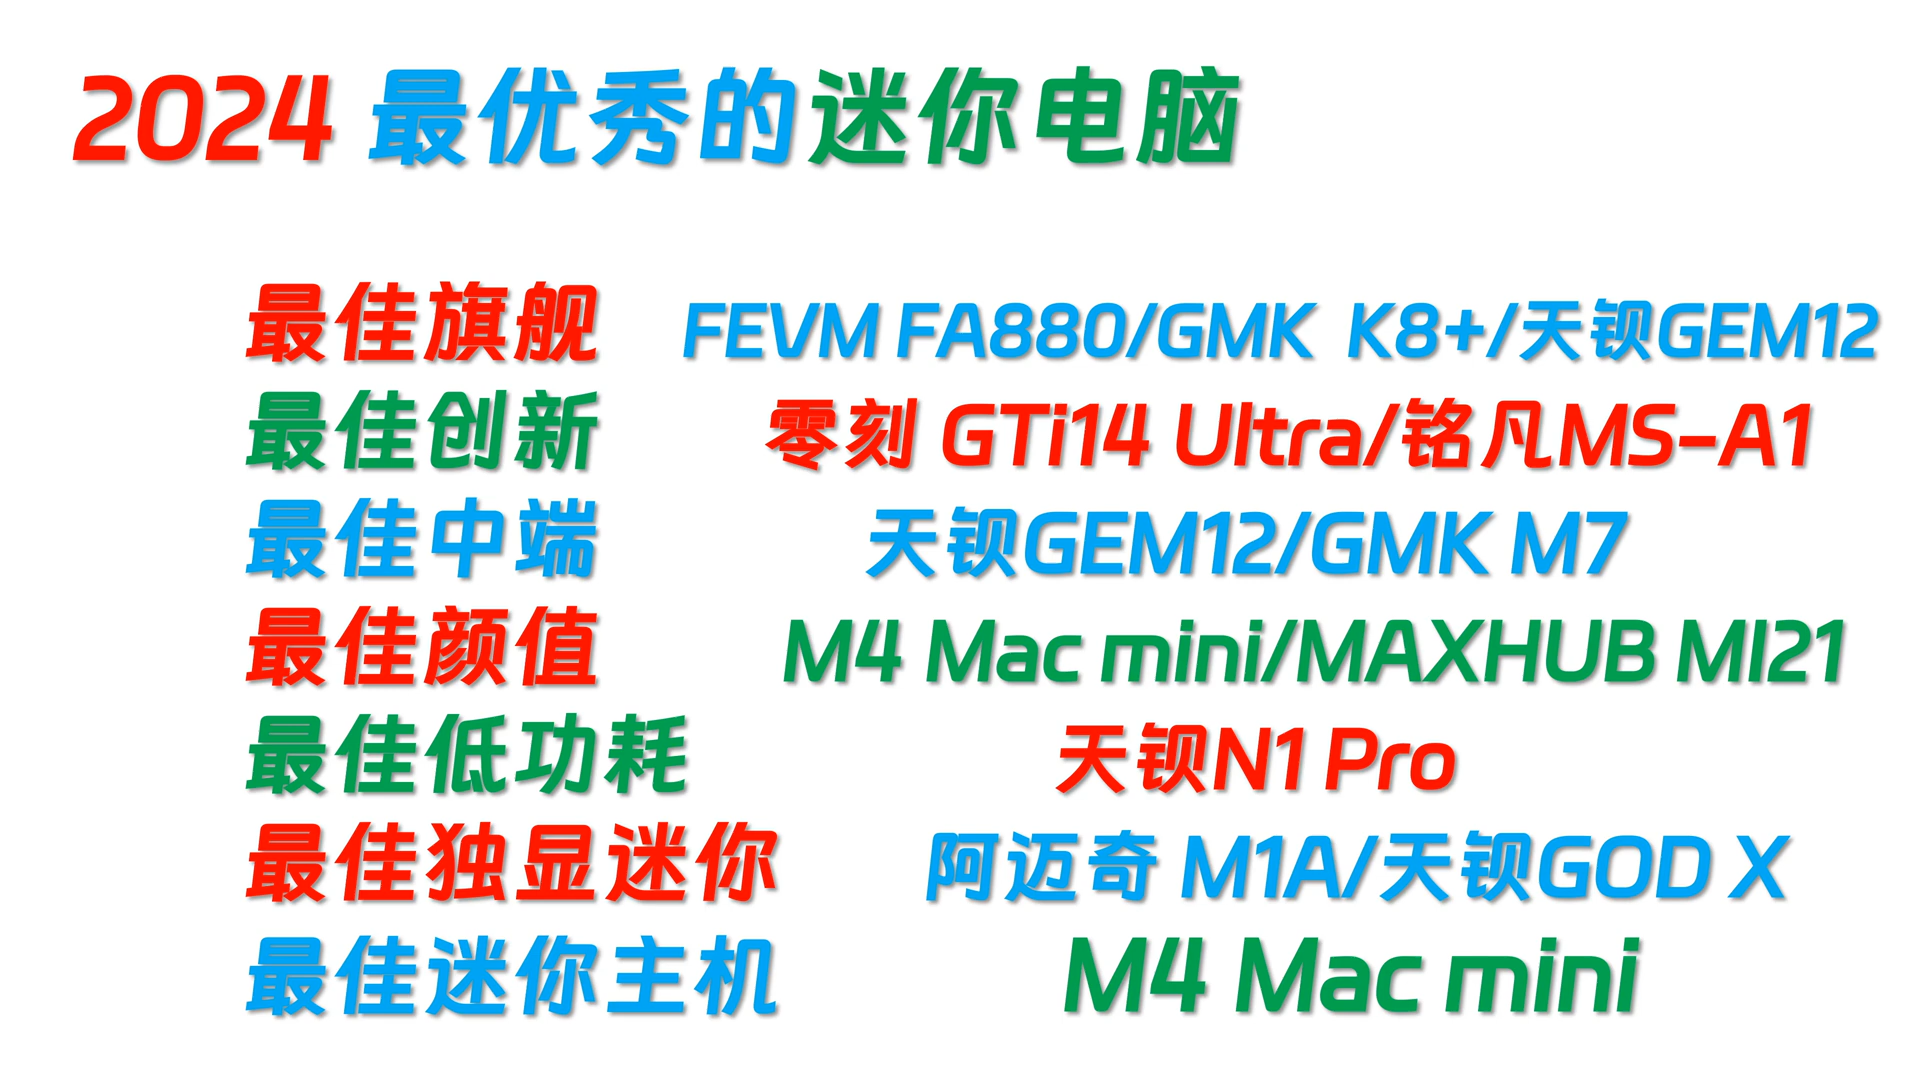 2024 最优秀的迷你电脑
最佳旗舰 FEVM FA880/GMK K8+/天钡GEM12
最佳创新 零刻 GTi14 Ultra/铭凡MS-A1
最佳中端 天钡GEM12/GMK M7
最佳颜值 M4 Mac mini/MAXHUB MI21
最佳低功耗 天钡N1 Pro
最佳独显迷你 阿迈奇 M1A/天钡GOD X
最佳迷你主机 M4 Mac mini